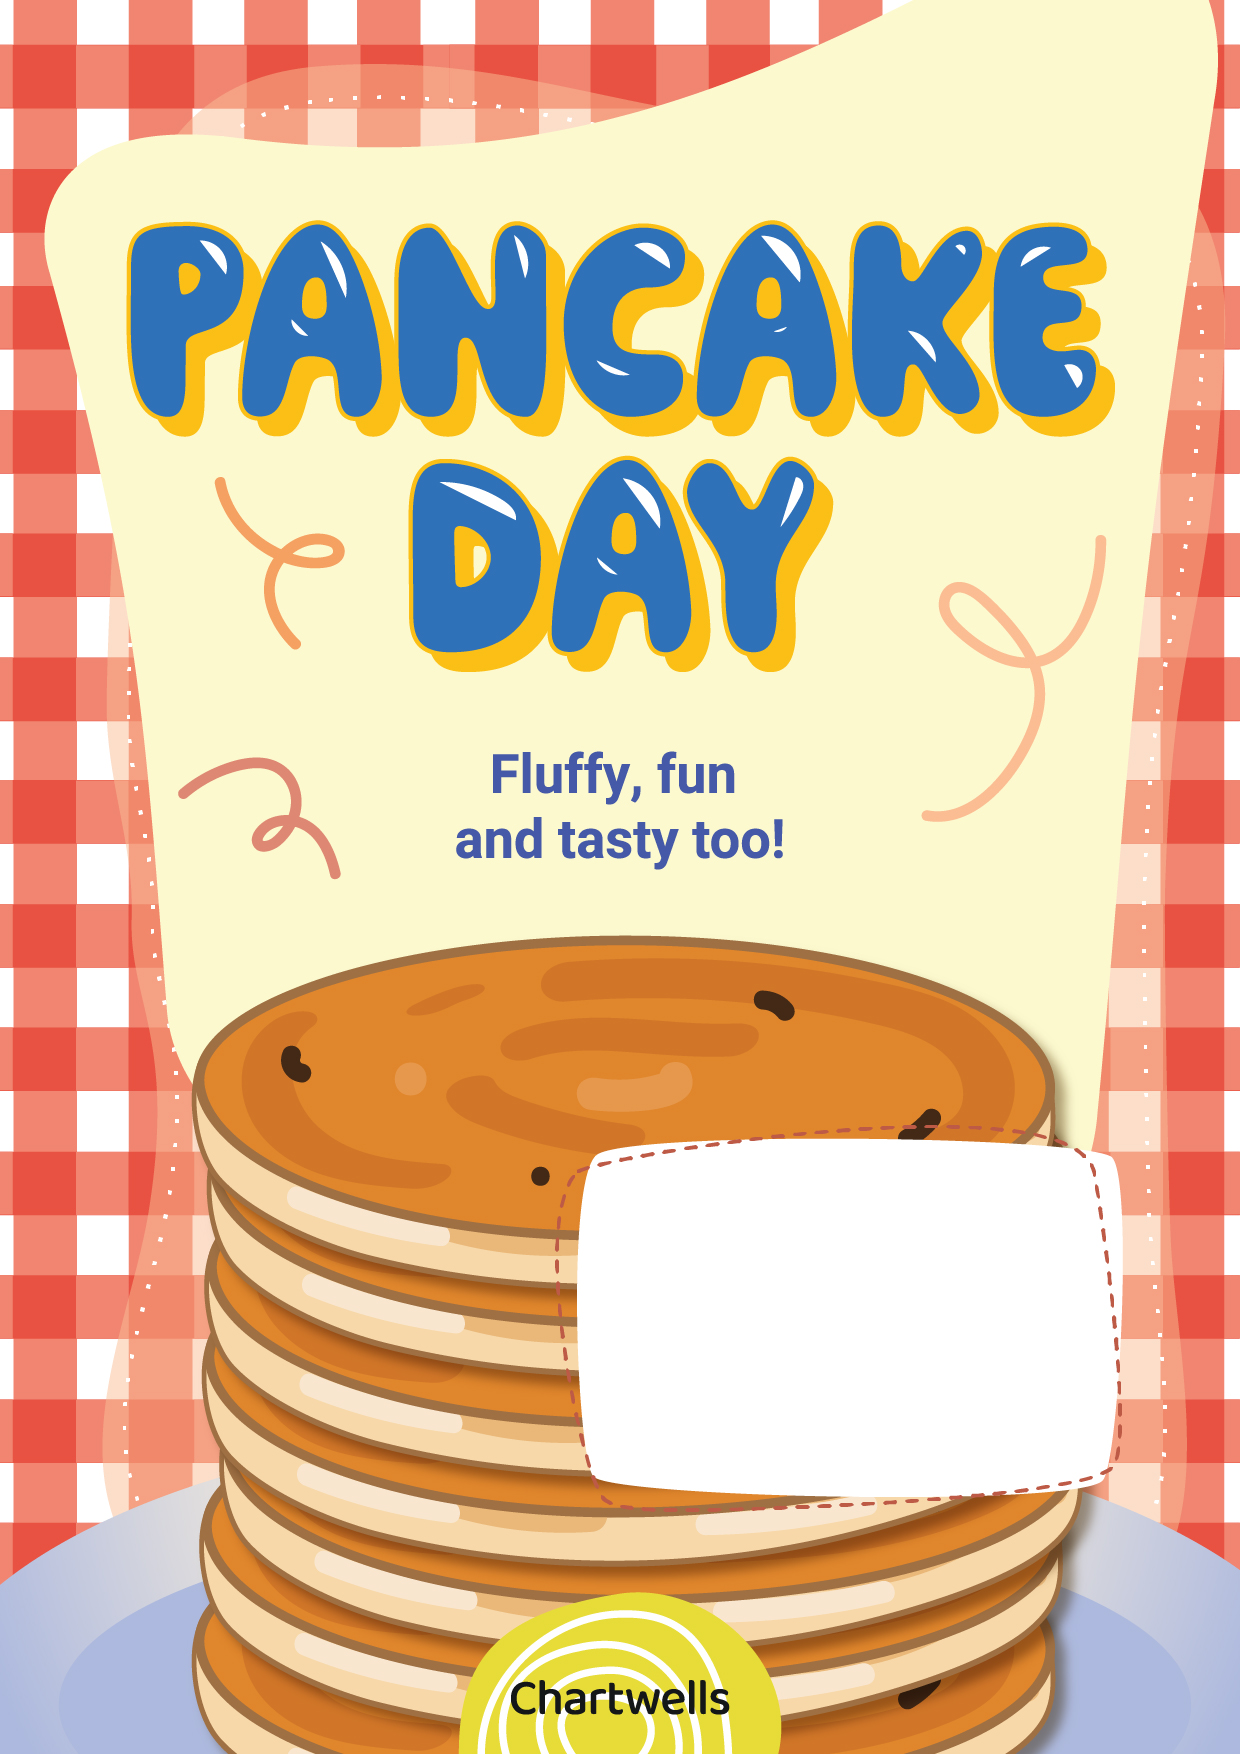 PANCAKE
DAY
Fluffy, fun
and tasty too!
Chartwells